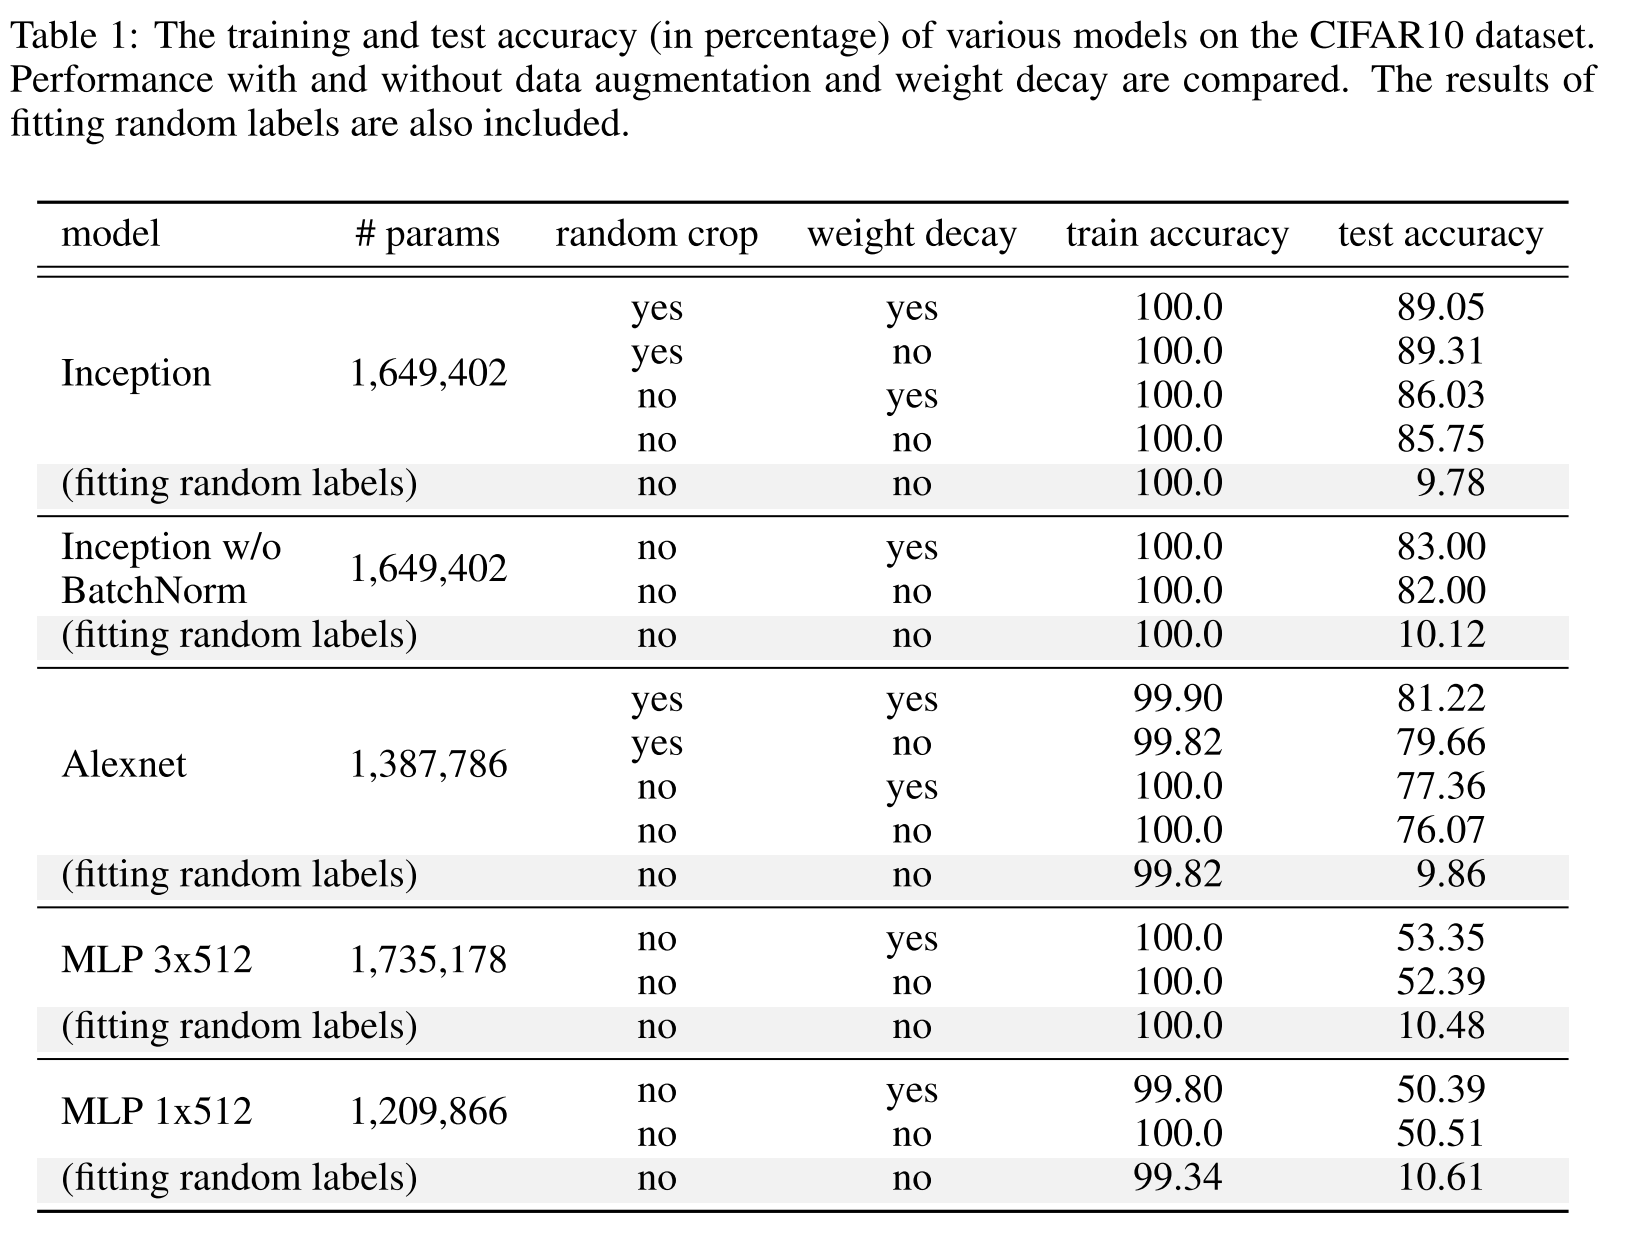 Table 1: The training and test accuracy (in percentage) of various models on the CIFAR10 dataset.
Performance with and without data augmentation and weight decay are compared. The results of
fitting random labels are also included.
model # params random crop weight decay train accuracy test accuracy
yes yes 100.0 89.05
yes no 100.0 89.31
Inception 1,649,402
no yes 100.0 86.03
no no 100.0 85.75
(fitting random labels) no no 100.0 9.78
Inception w/o no yes 100.0 83.00
1,649,402
BatchNorm no no 100.0 82.00
(fitting random labels) no no 100.0 10.12
yes yes 99.90 81.22
yes no 99.82 79.66
Alexnet 1,387,786
no yes 100.0 77.36
no no 100.0 76.07
(fitting random labels) no no 99.82 9.86
no yes 100.0 53.35
MLP 3x512 1,735,178
no no 100.0 52.39
(fitting random labels) no no 100.0 10.48
no yes 99.80 50.39
MLP 1x512 1,209,866
no no 100.0 50.51
(fitting random labels) no no 99.34 10.61